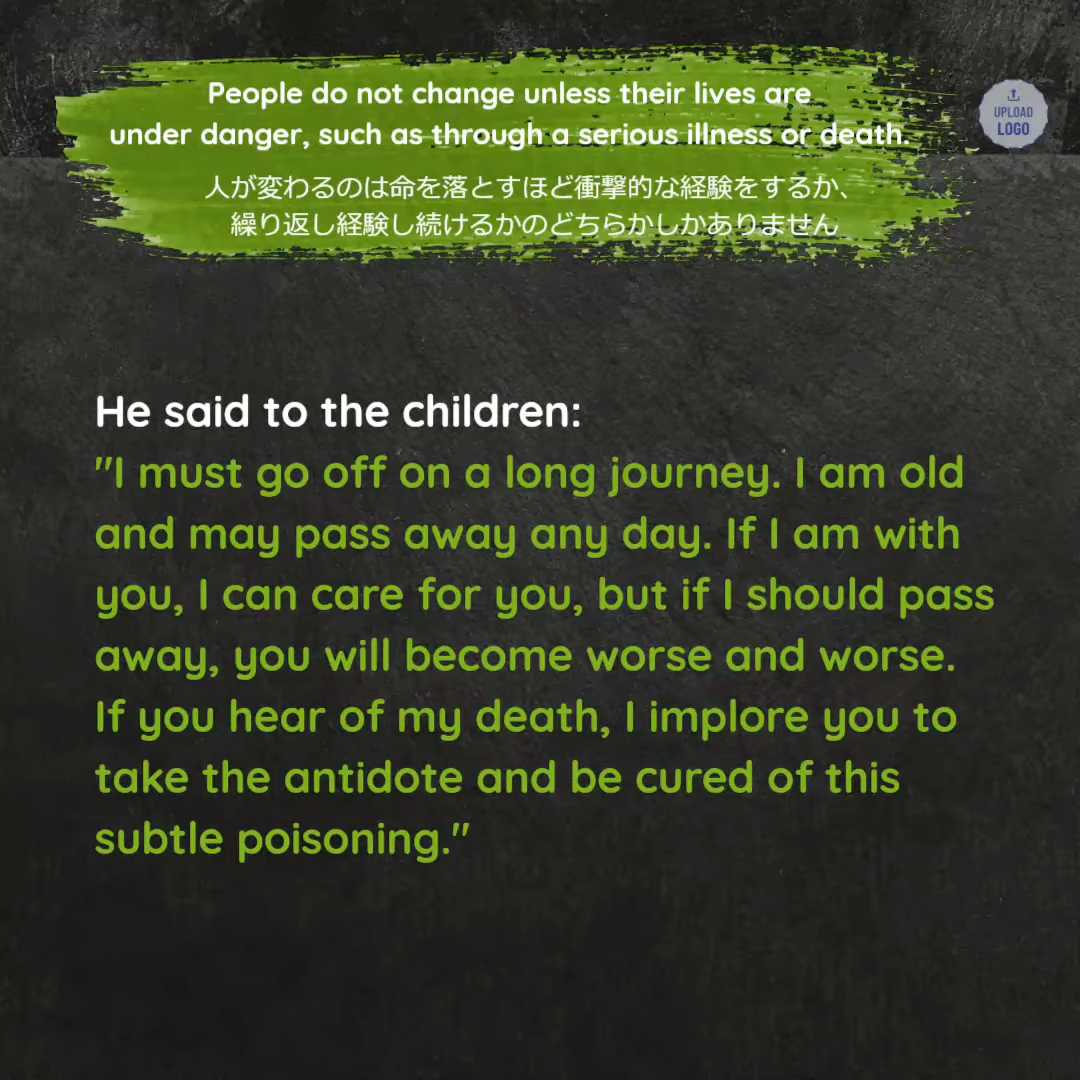 People do not change unless their lives are
under danger, such as through a serious illness or death.
UPLOAD
LOGO
人が変わるのは命を落とすほど衝撃的な経験をするか、
繰り返し経験し続けるかのどちらかしかありません
He said to the children:
"I must go off on a long journey. I am old
and may pass away any day. If I am with
you, I can care for you, but if I should pass
away, you will become worse and worse.
If you hear of my death, I implore you to
take the antidote and be cured of this
subtle poisoning."